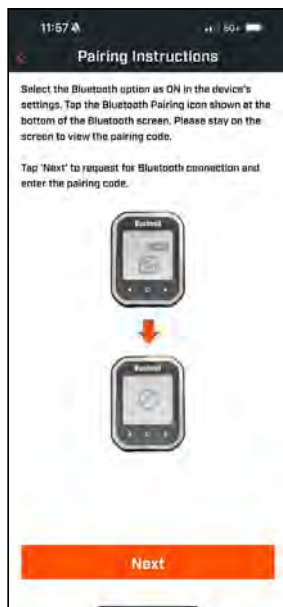 11:57
5G+
Pairing Instructions
Select the Bluetooth option as ON in the device's
settings. Tap the Bluetooth Pairing icon shown at the
bottom of the Bluetooth screen. Please stay on the
screen to view the pairing code.
Tap 'Next' to request for Bluetooth connection and
enter the pairing code.
Bushnell
Bushnell
Next